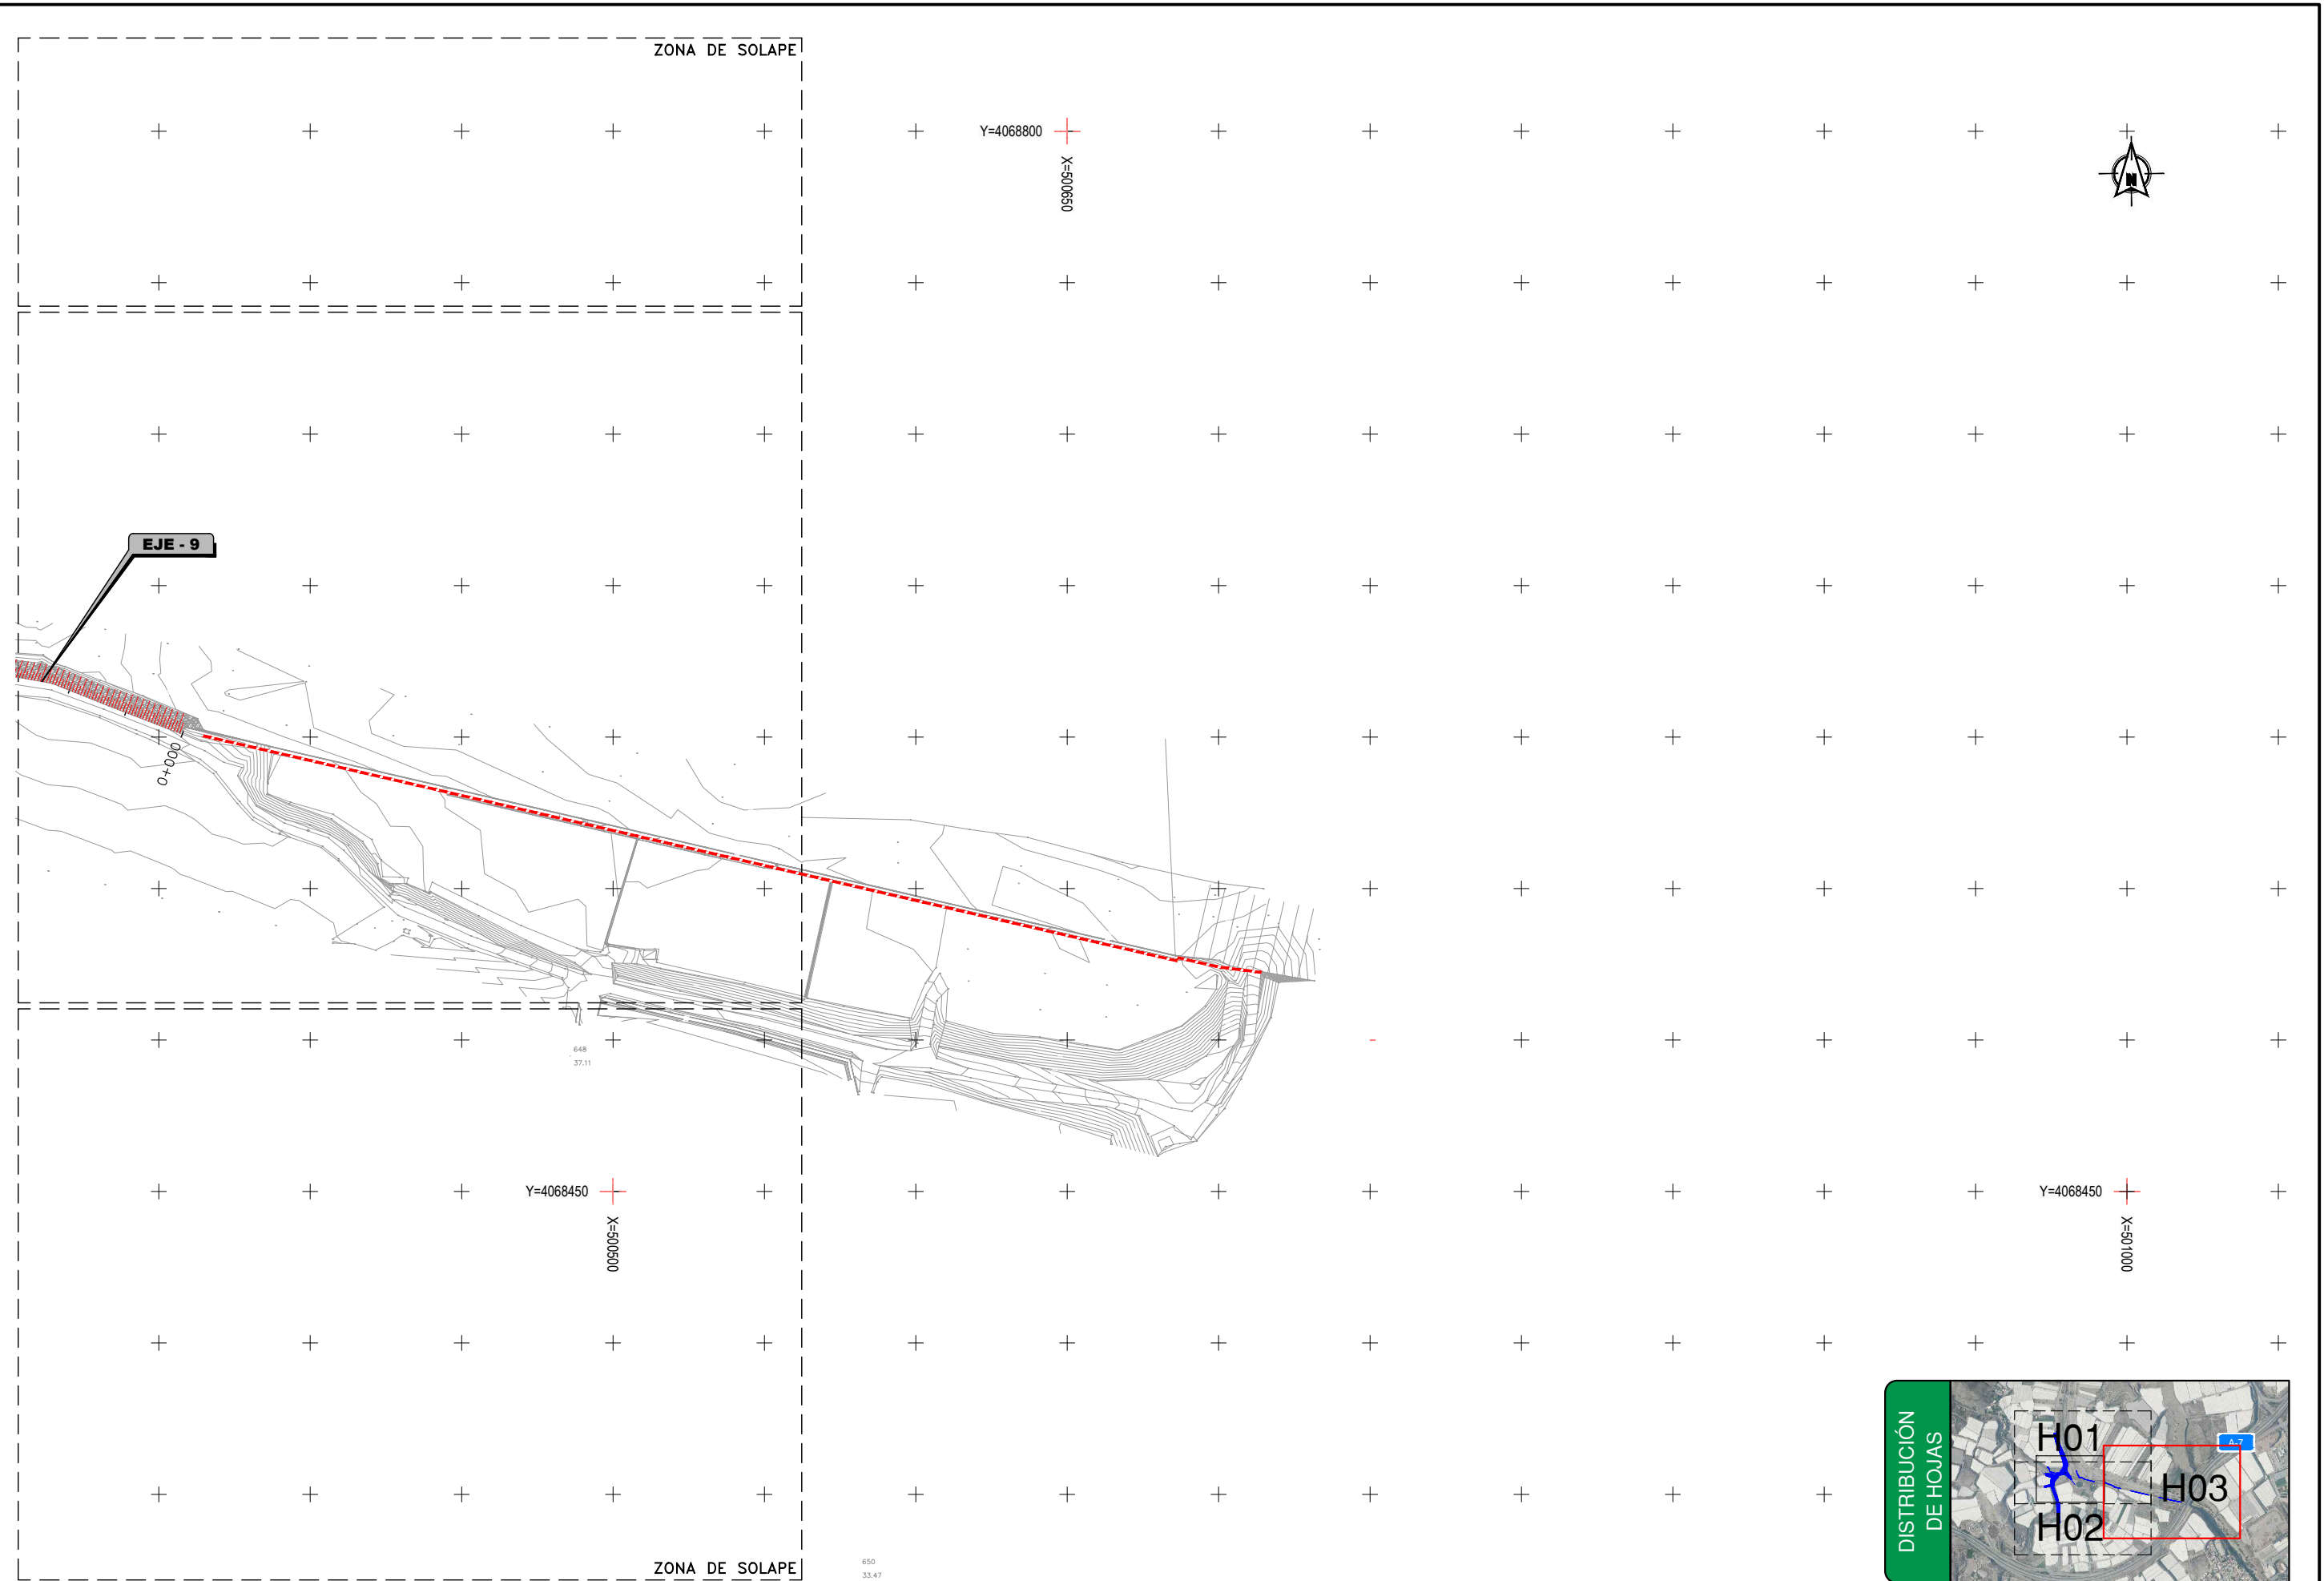 ZONA DE SOLAPE
Y=4068800
X=500650
N
EJE - 9
0+000
648
37.11
Y=4068450
X=500500
Y=4068450
X=501000
DISTRIBUCIÓN
DE HOJAS
H01
A-7
H03
H02
ZONA DE SOLAPE
650
33.47